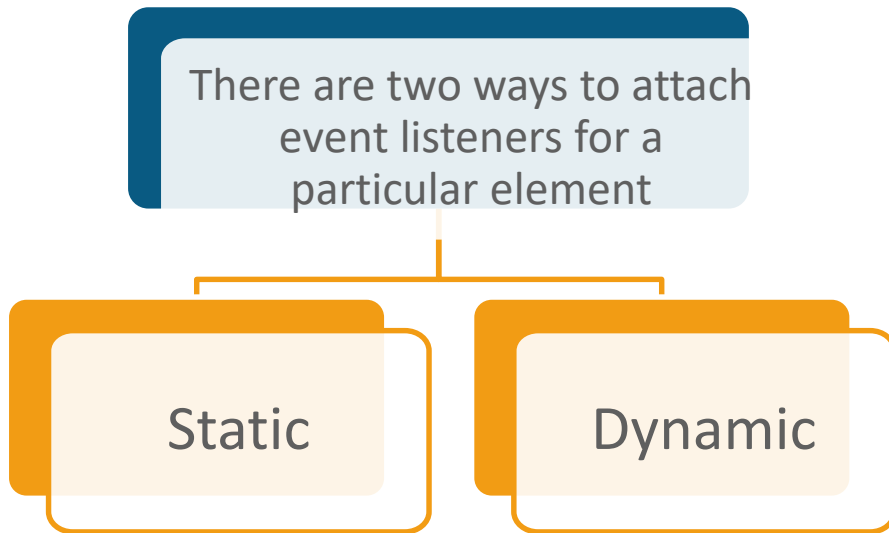 There are two ways to attach
event listeners for a
particular element
Static
Dynamic